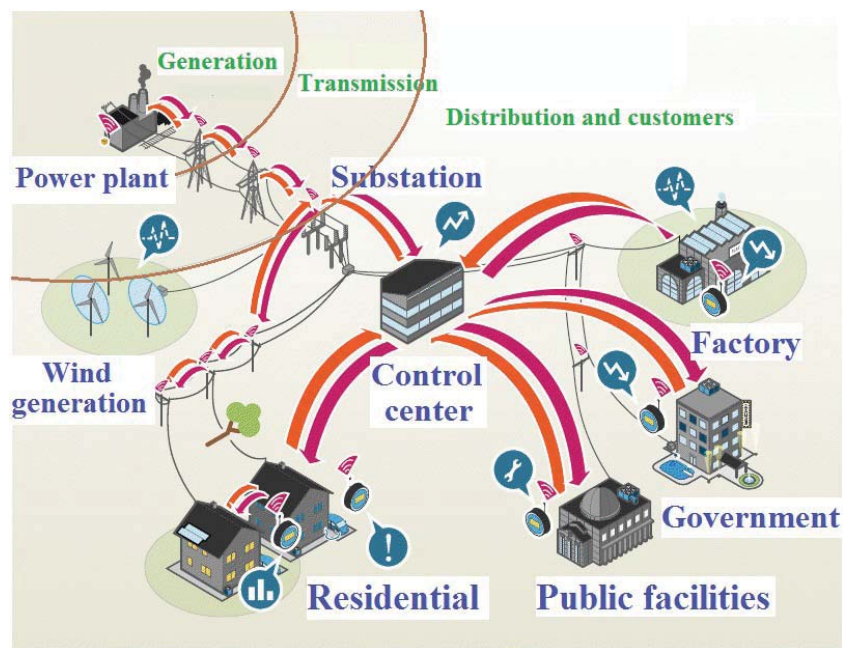 Generation
Transmission
Distribution and customers
Power plant
Substation
Wind
generation
Control
center
Factory
Government
Residential
Public facilities